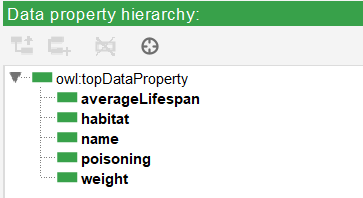 Data property hierarchy:
owl:topDataProperty
averageLifespan
habitat
name
poisoning
weight